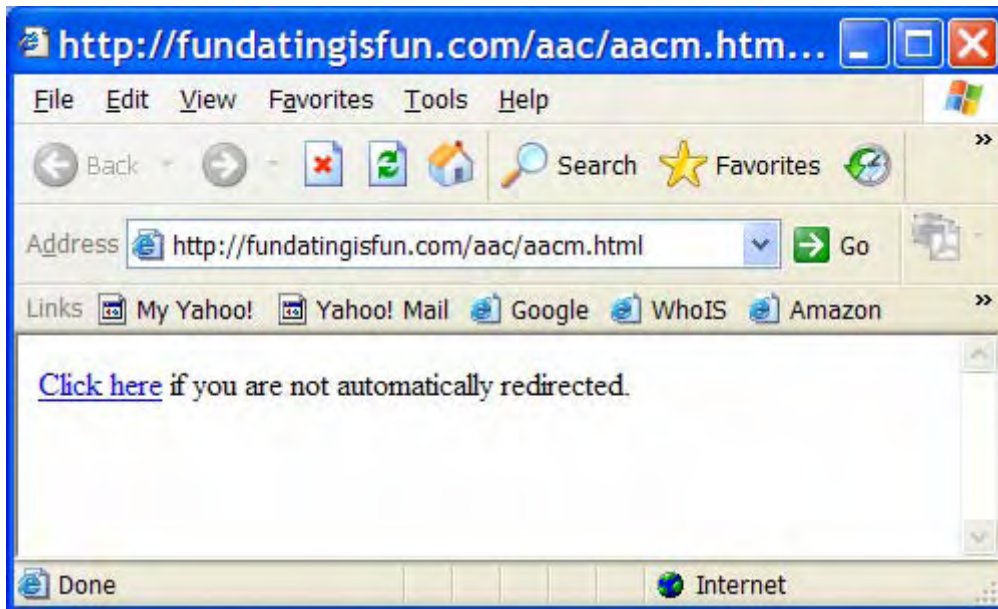 http://fundatingisfun.com/aac/aacm.htm...
File Edit View Favorites Tools Help
Back Search Favorites »
Address http://fundatingisfun.com/aac/aacm.html Go
Links My Yahoo! Yahoo! Mail Google WhoIS Amazon »
Click here if you are not automatically redirected.
Done Internet